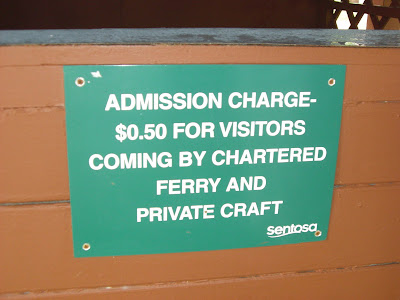 ADMISSION CHARGE-
$0.50 FOR VISITORS
COMING BY CHARTERED
FERRY AND
PRIVATE CRAFT
sentosa